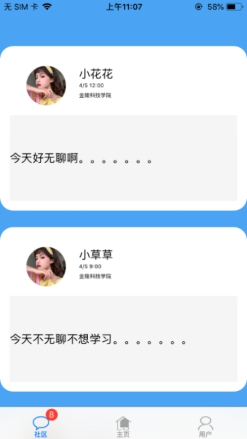 无 SIM 卡
上午11:07
58%
小花花
4/5 12:00
金陵科技学院
今天好无聊啊。。。。。。。
小草草
4/5 9:00
金陵科技学院
今天不无聊不想学习。。。。。。。
8
社区
主页
用户